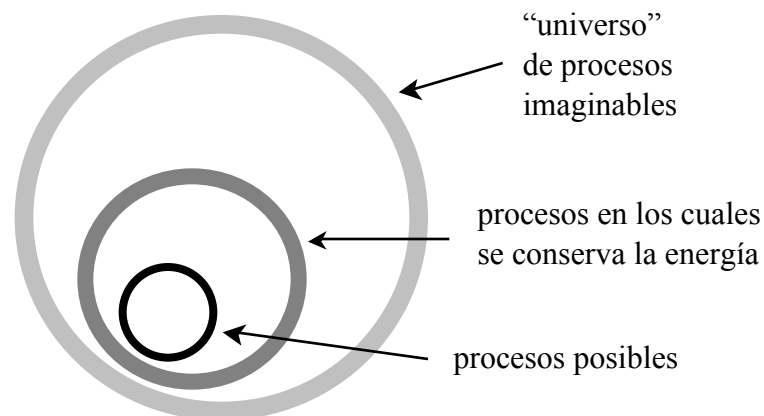 “universo”
de procesos
imaginables
procesos en los cuales
se conserva la energía
procesos posibles